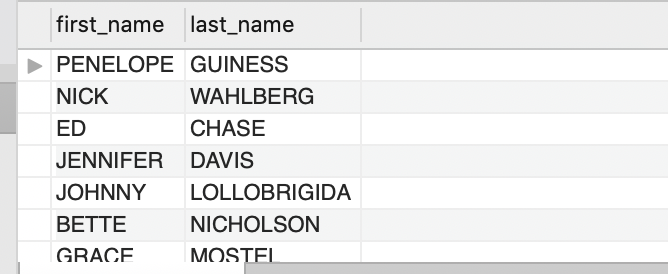 first_name last_name
PENELOPE GUINESS
NICK WAHLBERG
ED CHASE
JENNIFER DAVIS
JOHNNY LOLLOBRIGIDA
BETTE NICHOLSON
GRACE MOSTEL